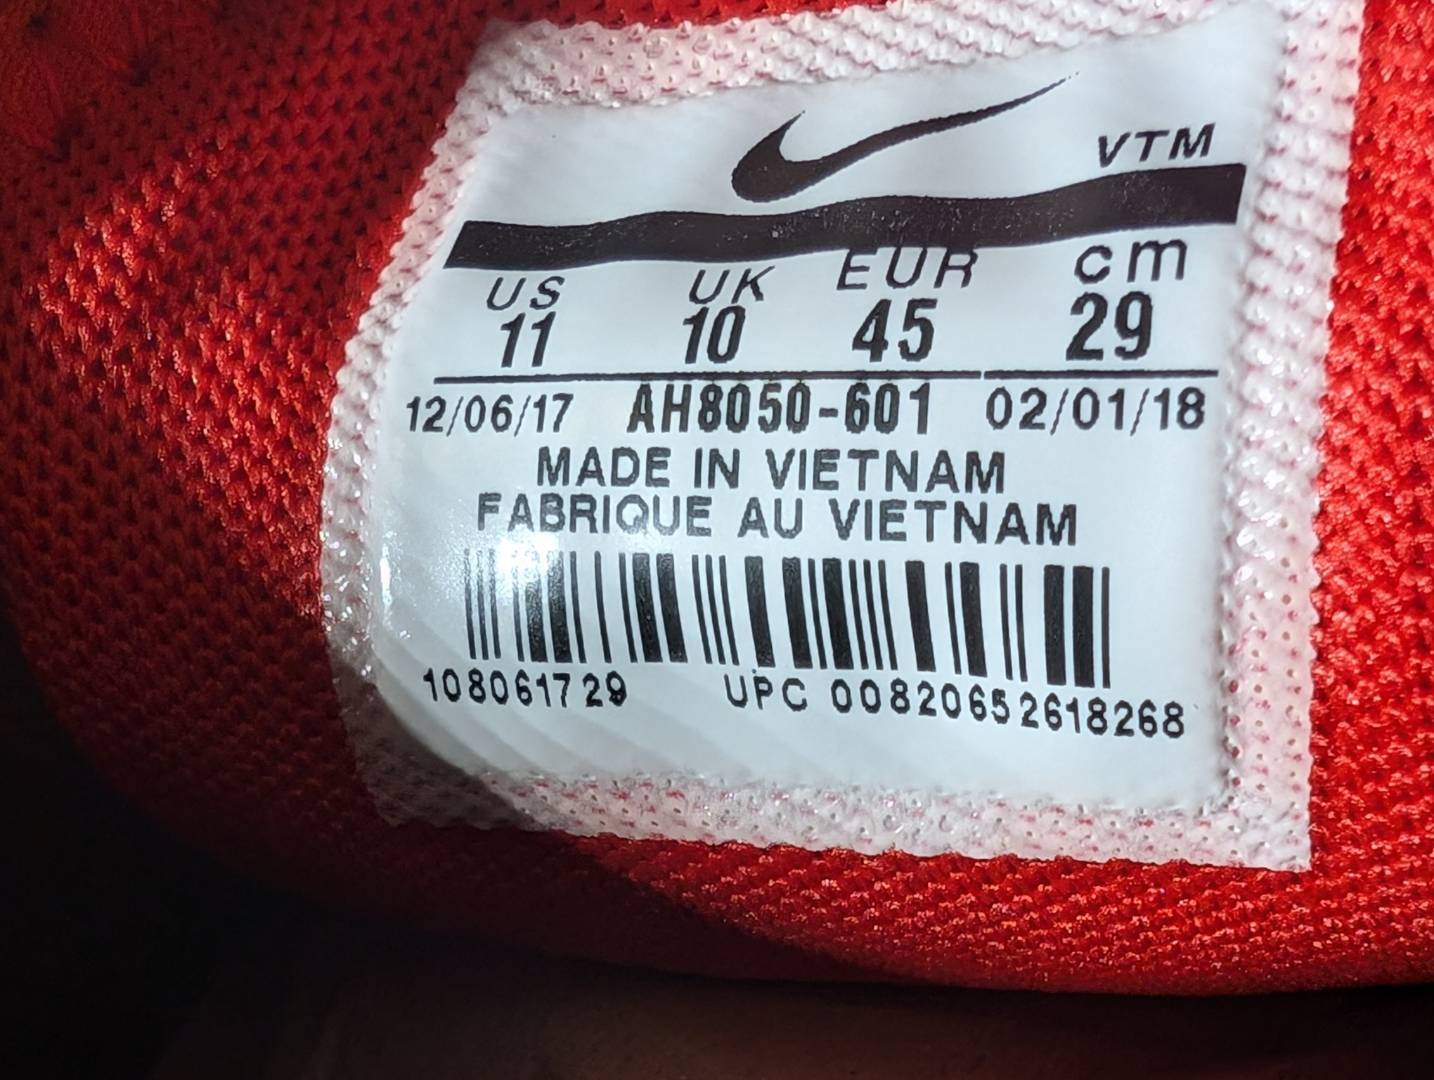 VTM
US UK EUR cm
11 10 45 29
12/06/17 AH8050-601 02/01/18
MADE IN VIETNAM
FABRIQUE AU VIETNAM
108061729 UPC 00820652618268